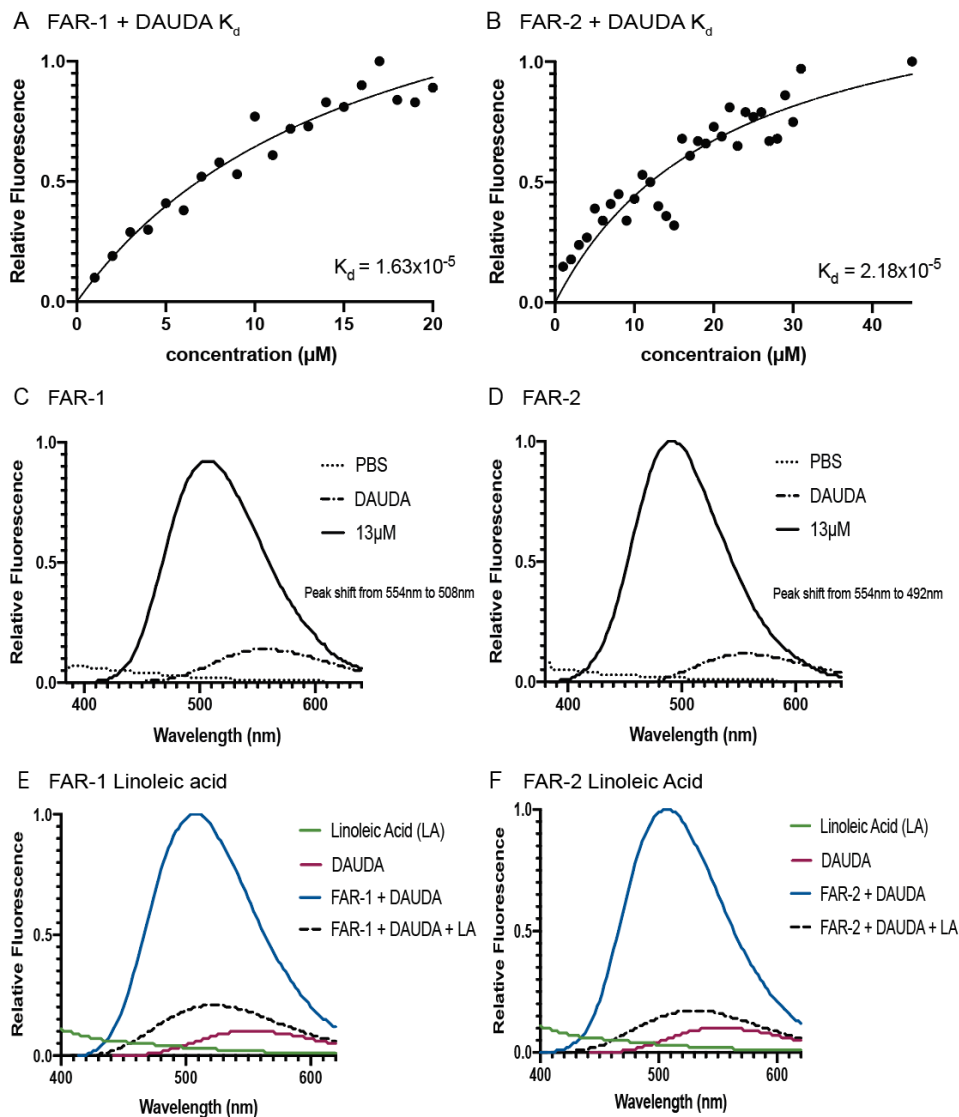 A FAR-1 + DAUDA Kd
Relative Fluorescence
1.0
0.5
0.0
0 5 10 15 20
Kd = 1.63x10-5
concentration (µM)
B FAR-2 + DAUDA Kd
Relative Fluorescence
1.0
0.5
0.0
0 10 20 30 40
Kd = 2.18x10-5
concentraion (µM)
C FAR-1
Relative Fluorescence
1.0
0.5
0.0
400 500 600
PBS
DAUDA
13µM
Peak shift from 554nm to 508nm
Wavelength (nm)
D FAR-2
Relative Fluorescence
1.0
0.5
0.0
400 500 600
PBS
DAUDA
13µM
Peak shift from 554nm to 492nm
Wavelength (nm)
E FAR-1 Linoleic acid
Relative Fluorescence
1.0
0.5
0.0
400 500 600
Linoleic Acid (LA)
DAUDA
FAR-1 + DAUDA
FAR-1 + DAUDA + LA
Wavelength (nm)
F FAR-2 Linoleic Acid
Relative Fluorescence
1.0
0.5
0.0
400 500 600
Linoleic Acid (LA)
DAUDA
FAR-2 + DAUDA
FAR-2 + DAUDA + LA
Wavelength (nm)